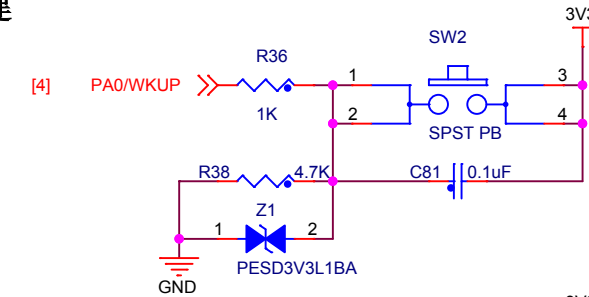 3V3
SW2
R36
[4] PA0/WKUP
1
3
1K
2
4
SPST PB
R38
4.7K
C81
0.1uF
Z1
1
2
PESD3V3L1BA
GND